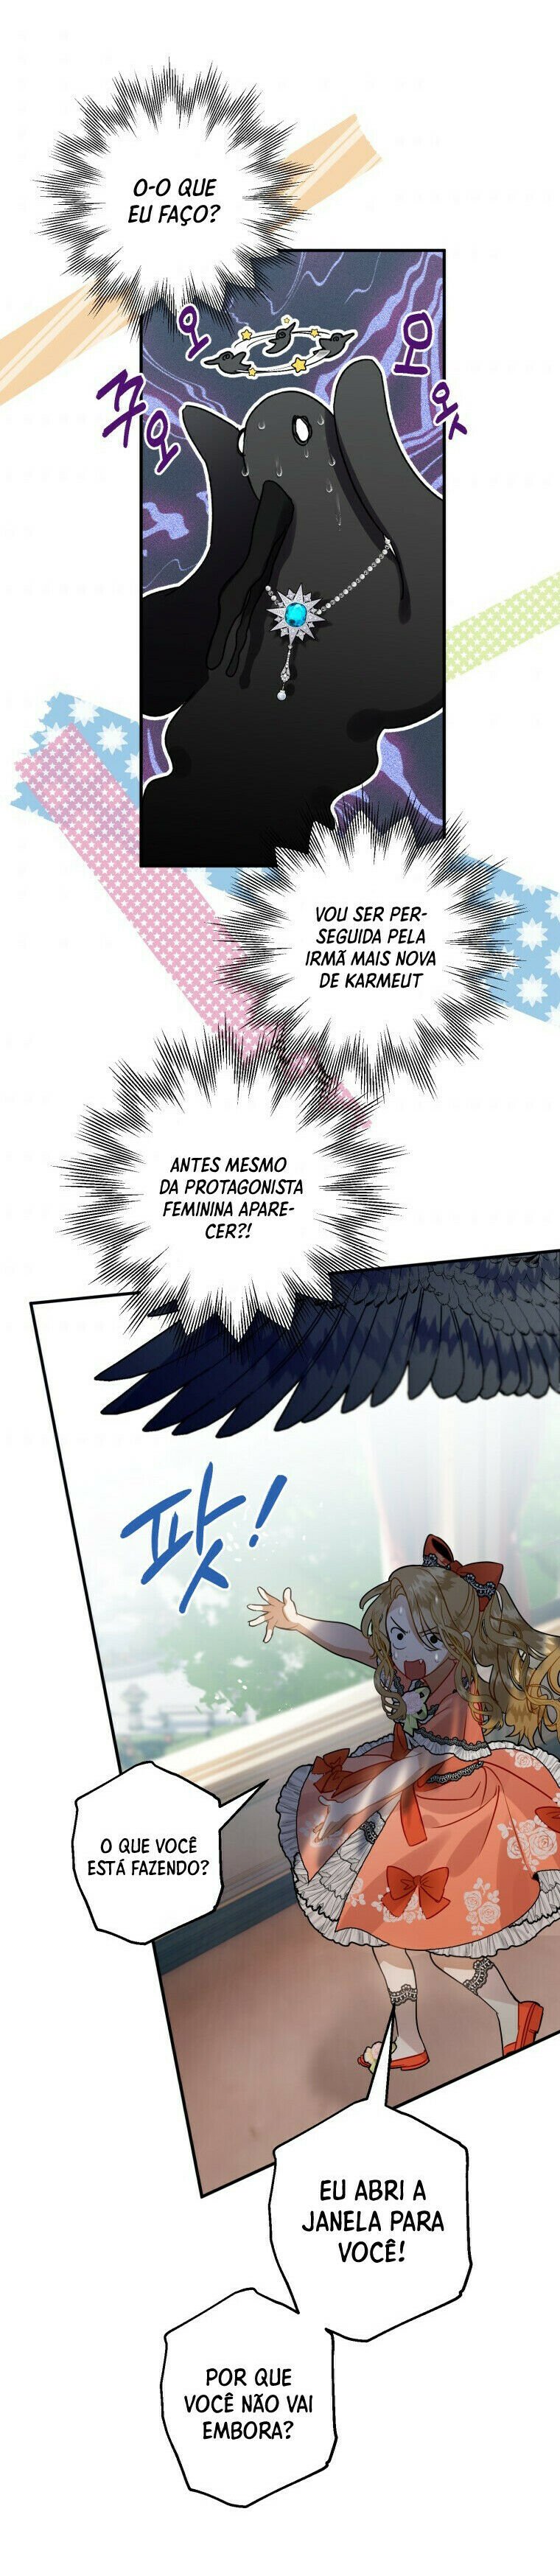 O-O QUE
EU FAÇO?
오
오
쿠
오
오옷
VOU SER PER-
SEGUIDA PELA
IRMÃ MAIS NOVA
DE KARMEUT
ANTES MESMO
DA PROTAGONISTA
FEMININA APARE-
CER?!
팟!
O QUE VOCÊ
ESTÁ FAZENDO?
EU ABRI A
JANELA PARA
VOCÊ!
POR QUE
VOCÊ NÃO VAI
EMBORA?